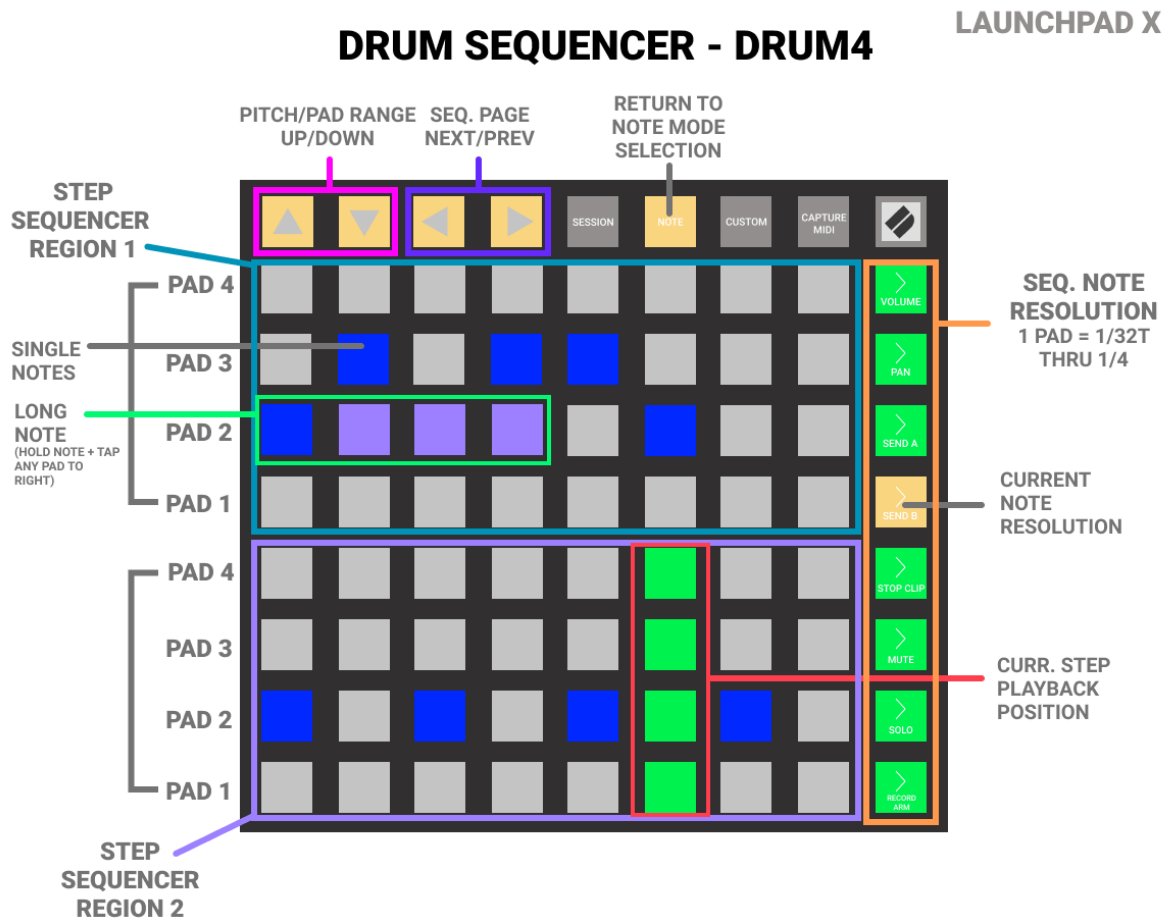 LAUNCHPAD X
DRUM SEQUENCER - DRUM4
PITCH/PAD RANGE
UP/DOWN
SEQ. PAGE
NEXT/PREV
RETURN TO
NOTE MODE
SELECTION
STEP
SEQUENCER
REGION 1
SESSION
NOTE
CUSTOM
CAPTURE
MIDI
PAD 4
PAD 3
PAD 2
PAD 1
SINGLE
NOTES
LONG
NOTE
(HOLD NOTE + TAP
ANY PAD TO
RIGHT)
VOLUME
PAN
SEND A
SEND B
STOP CLIP
MUTE
SOLO
RECORD
ARM
SEQ. NOTE
RESOLUTION
1 PAD = 1/32T
THRU 1/4
CURRENT
NOTE
RESOLUTION
PAD 4
PAD 3
PAD 2
PAD 1
CURR. STEP
PLAYBACK
POSITION
STEP
SEQUENCER
REGION 2